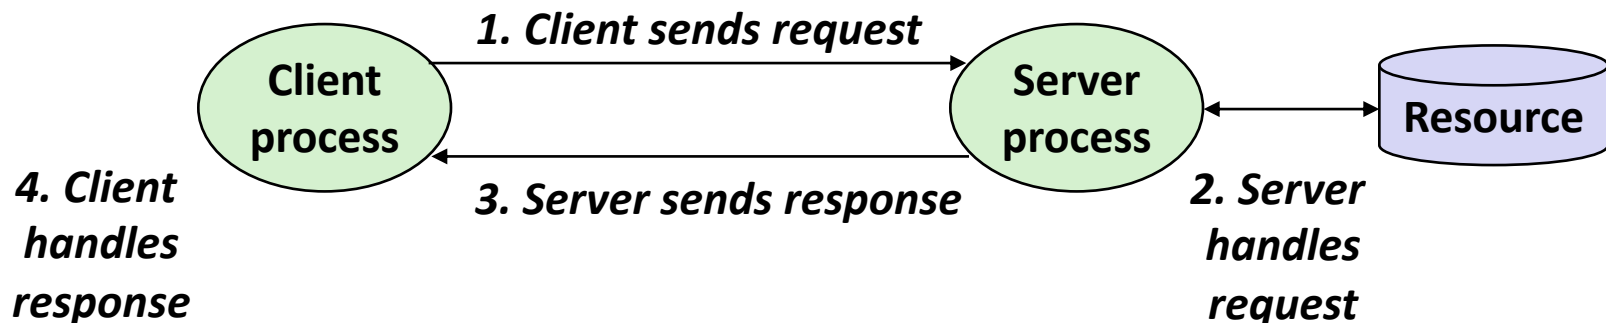 1. Client sends request
Client
process
Server
process
Resource
3. Server sends response
4. Client
handles
response
2. Server
handles
request